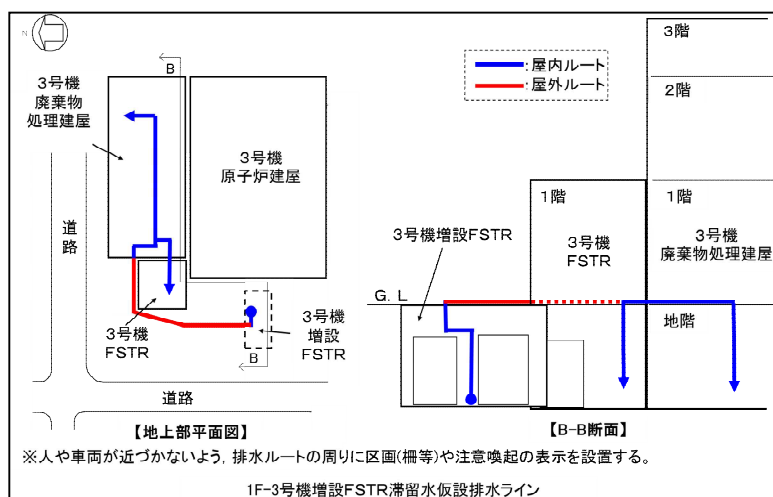 N
B
3号機
廃棄物
処理建屋
3号機
原子炉建屋
道路
3号機
FSTR
3号機
増設
FSTR
B
道路
【地上部平面図】
:屋内ルート
:屋外ルート
3階
2階
1階
1階
3号機
FSTR
3号機
廃棄物処理建屋
3号機増設FSTR
G.L
地階
【B-B断面】
※人や車両が近づかないよう, 排水ルートの周りに区画(柵等)や注意喚起の表示を設置する。
1F-3号機増設FSTR滞留水仮設排水ライン